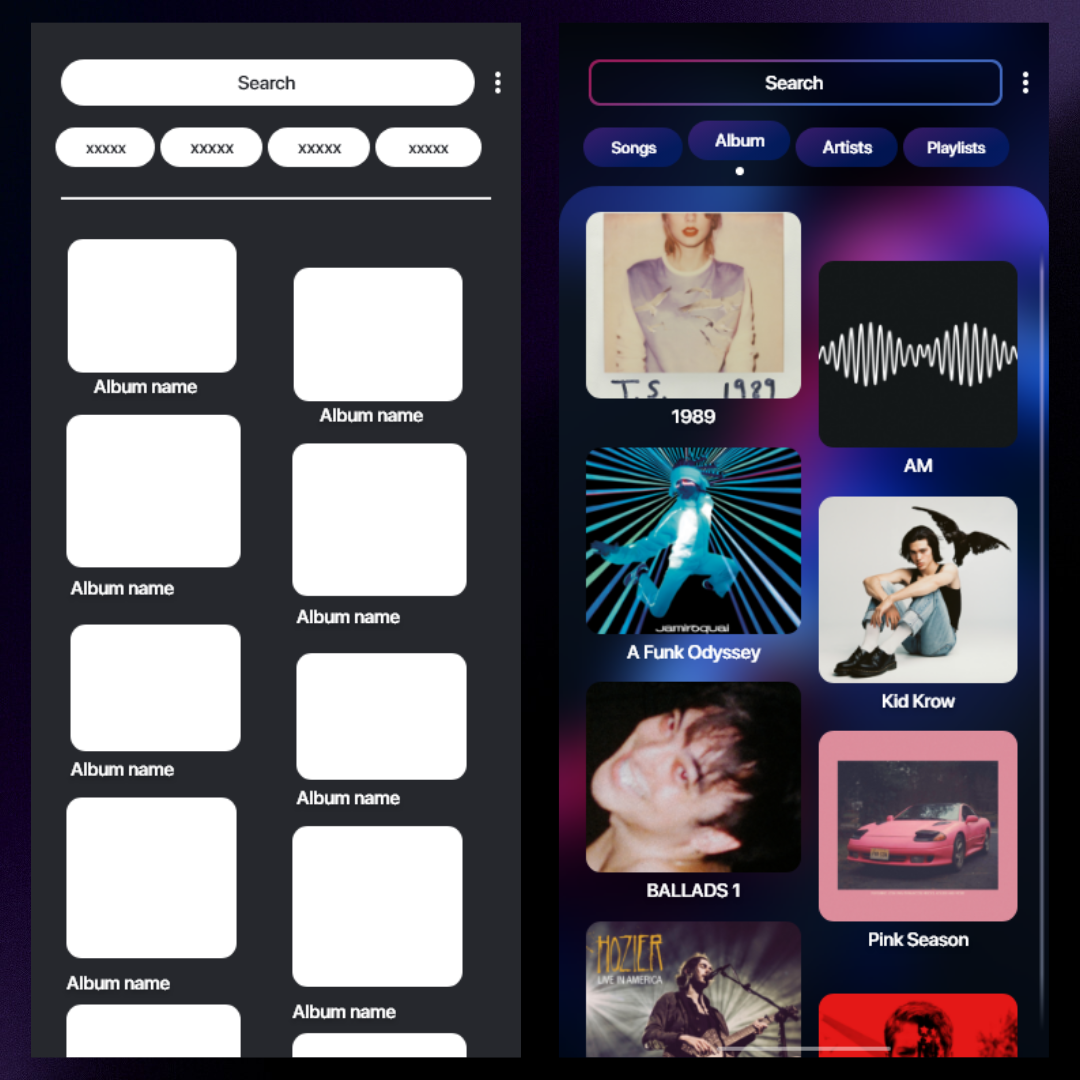 Search
xxxxx xxxxx xxxxx xxxxx
Album name
Album name
Album name
Album name
Album name
Album name
Album name
Album name
Search
Songs Album Artists Playlists
T.S. 1989
1989
AM
jamiroquai
A Funk Odyssey
Kid Krow
BALLADS 1
Pink Season
HOZIER
LIVE IN AMERICA